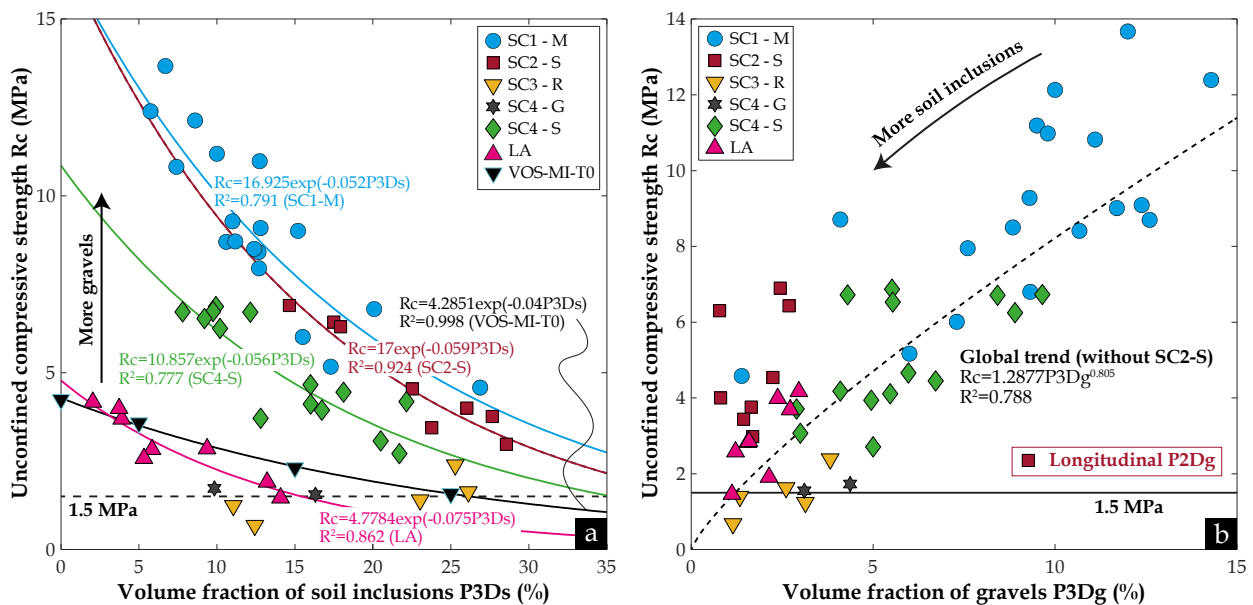 15
10
5
0
Unconfined compressive strength Rc (MPa)
SC1 - M
SC2 - S
SC3 - R
SC4 - G
SC4 - S
LA
VOS-MI-T0
Rc=16.925exp(-0.052P3Ds)
R²=0.791 (SC1-M)
More gravels
Rc=4.2851exp(-0.04P3Ds)
R²=0.998 (VOS-MI-T0)
Rc=10.857exp(-0.056P3Ds)
R²=0.777 (SC4-S)
Rc=17exp(-0.059P3Ds)
R²=0.924 (SC2-S)
1.5 MPa
Rc=4.7784exp(-0.075P3Ds)
R²=0.862 (LA)
a
0 5 10 15 20 25 30 35
Volume fraction of soil inclusions P3Ds (%)
14
12
10
8
6
4
2
0
Unconfined compressive strength Rc (MPa)
SC1 - M
SC2 - S
SC3 - R
SC4 - G
SC4 - S
LA
More soil inclusions
Global trend (without SC2-S)
Rc=1.2877P3Dg^0.805
R²=0.788
Longitudinal P2Dg
1.5 MPa
b
0 5 10 15
Volume fraction of gravels P3Dg (%)